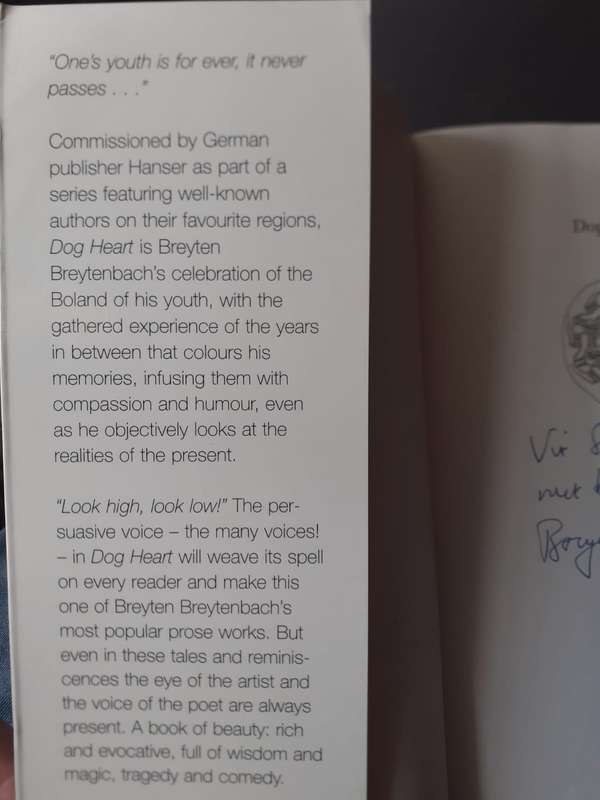 "One's youth is for ever, it never
passes . . ."
Commissioned by German
publisher Hanser as part of a
series featuring well-known
authors on their favourite regions,
Dog Heart is Breyten
Breytenbach's celebration of the
Boland of his youth, with the
gathered experience of the years
in between that colours his
memories, infusing them with
compassion and humour, even
as he objectively looks at the
realities of the present.
"Look high, look low!" The per-
suasive voice – the many voices!
– in Dog Heart will weave its spell
on every reader and make this
one of Breyten Breytenbach's
most popular prose works. But
even in these tales and reminis-
cences the eye of the artist and
the voice of the poet are always
present. A book of beauty: rich
and evocative, full of wisdom and
magic, tragedy and comedy.
Dog
Vir
met